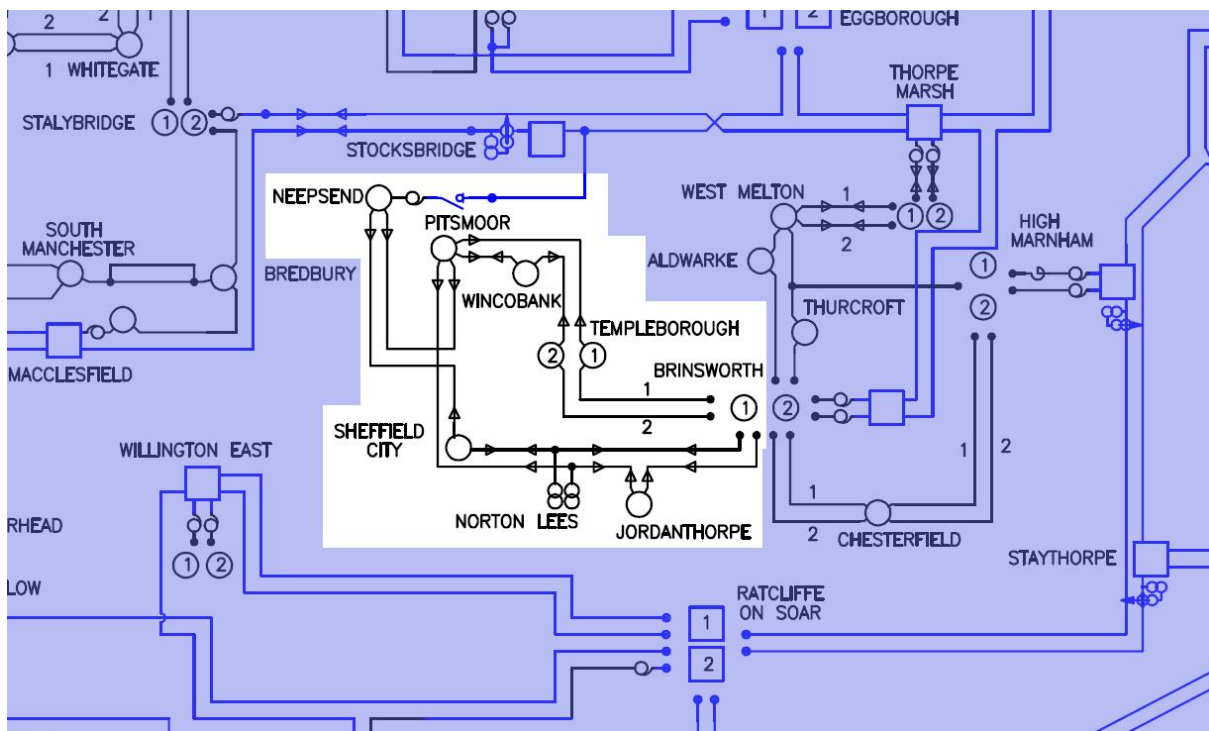 2
2
1 WHITEGATE
1
2
EGGBOROUGH
THORPE
MARSH
STALYBRIDGE
1
2
STOCKSBRIDGE
NEEPSEND
WEST MELTON
1
2
1
2
HIGH
MARNHAM
PITSMOOR
SOUTH
MANCHESTER
BREDBURY
WINCOBANK
ALDWARKE
1
2
THURCROFT
TEMPLEBOROUGH
2
1
MACCLESFIELD
BRINSWORTH
1
2
1
2
SHEFFIELD
CITY
WILLINGTON EAST
1
2
1
2
NORTON LEES
JORDANTHORPE
CHESTERFIELD
RHEAD
STAYTHORPE
1
2
LOW
RATCLIFFE
ON SOAR
1
2